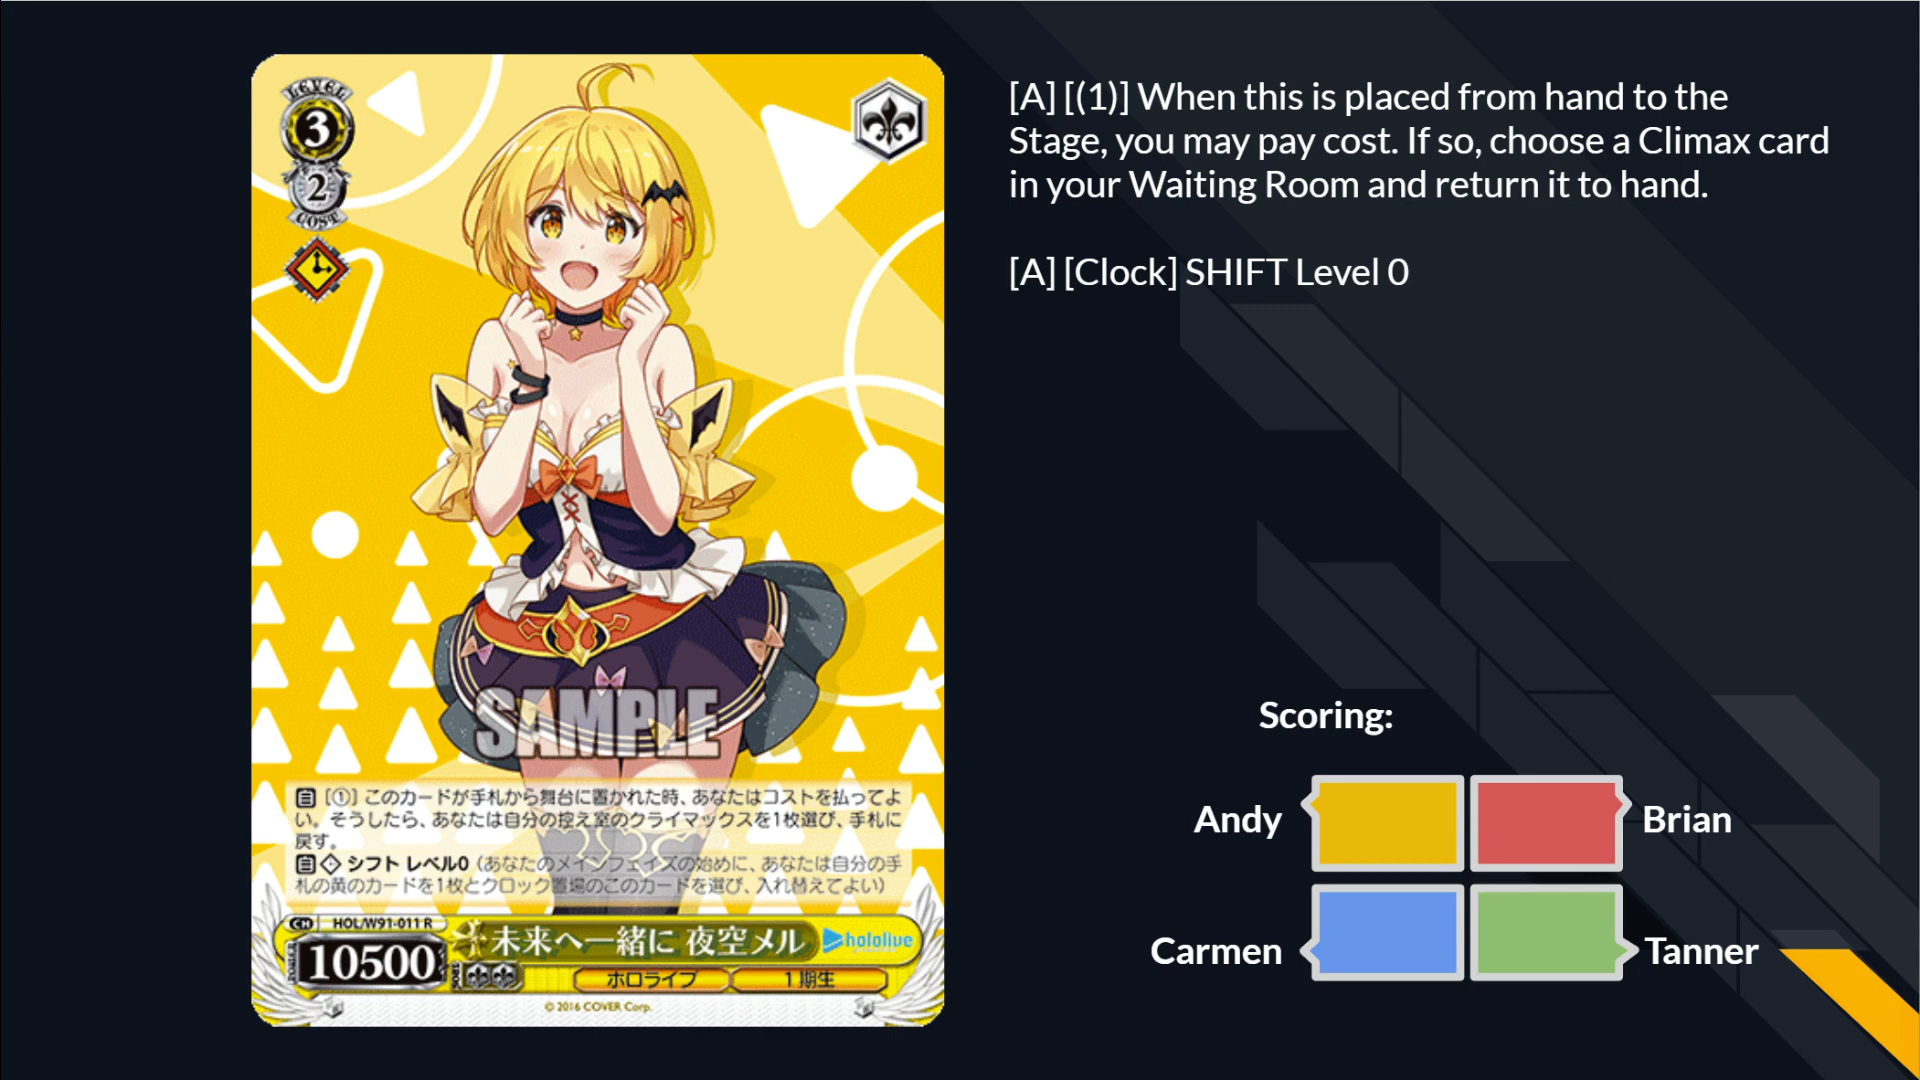 LEVEL
3
2
COST
[A] [(1)] When this is placed from hand to the
Stage, you may pay cost. If so, choose a Climax card
in your Waiting Room and return it to hand.
[A] [Clock] SHIFT Level 0
SAMPLE
自 [①] このカードが手札から舞台に置かれた時、あなたはコストを払ってよ
い。そうしたら、あなたは自分の控え室のクライマックスを1枚選び、手札に
戻す。
自 シフト レベル0（あなたのメインフェイズの始めに、あなたは自分の手
札の黄のカードを1枚とクロック置場のこのカードを選び、入れ替えてよい）
CH HOL/W91-011 R
POWER 10500 SOUL
未来へ一緒に 夜空メル
hololive
ホロライブ 1期生
© 2016 COVER Corp.
Scoring:
Andy Brian
Carmen Tanner